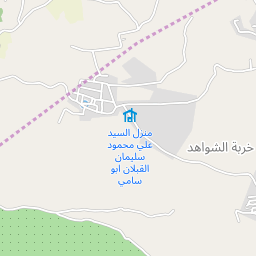 منزل السيد
علي محمود
سليمان
القبلان ابو
سامي
خربة الشواهد